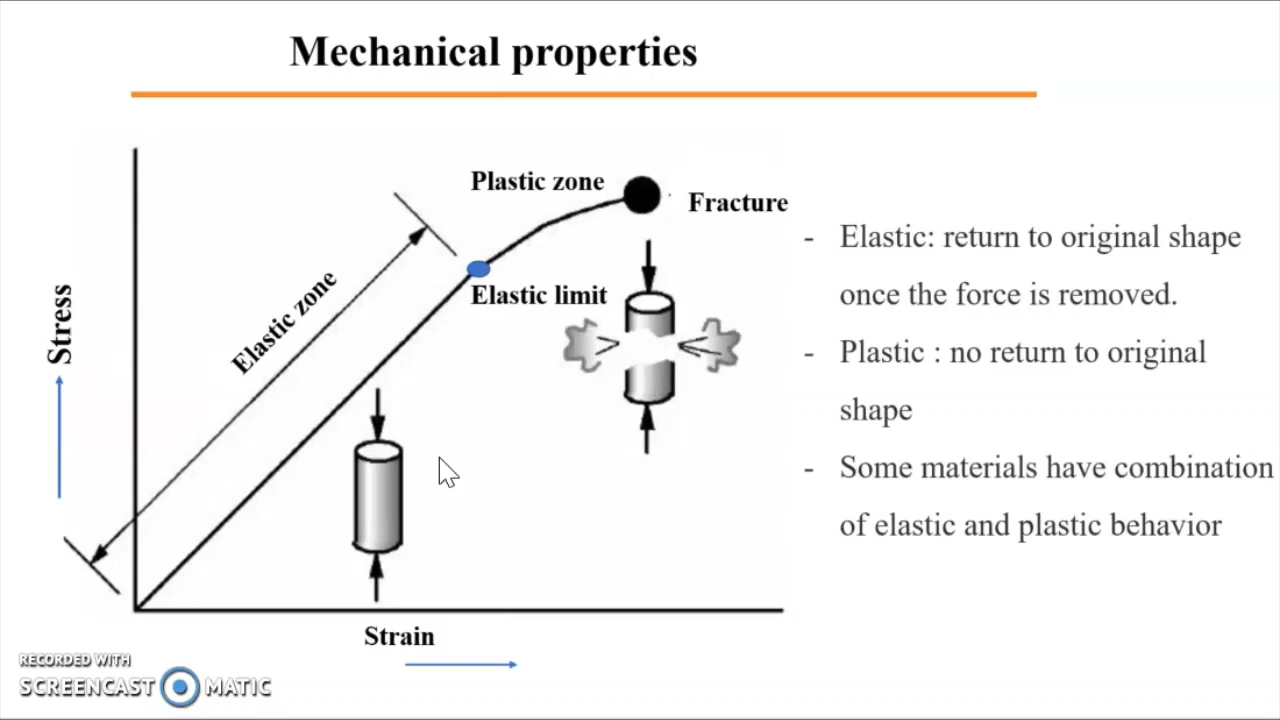 Mechanical properties
Plastic zone
Fracture
Elastic zone
Elastic limit
Stress
Strain
- Elastic: return to original shape
once the force is removed.
- Plastic : no return to original
shape
- Some materials have combination
of elastic and plastic behavior
RECORDED WITH
SCREENCAST MATIC